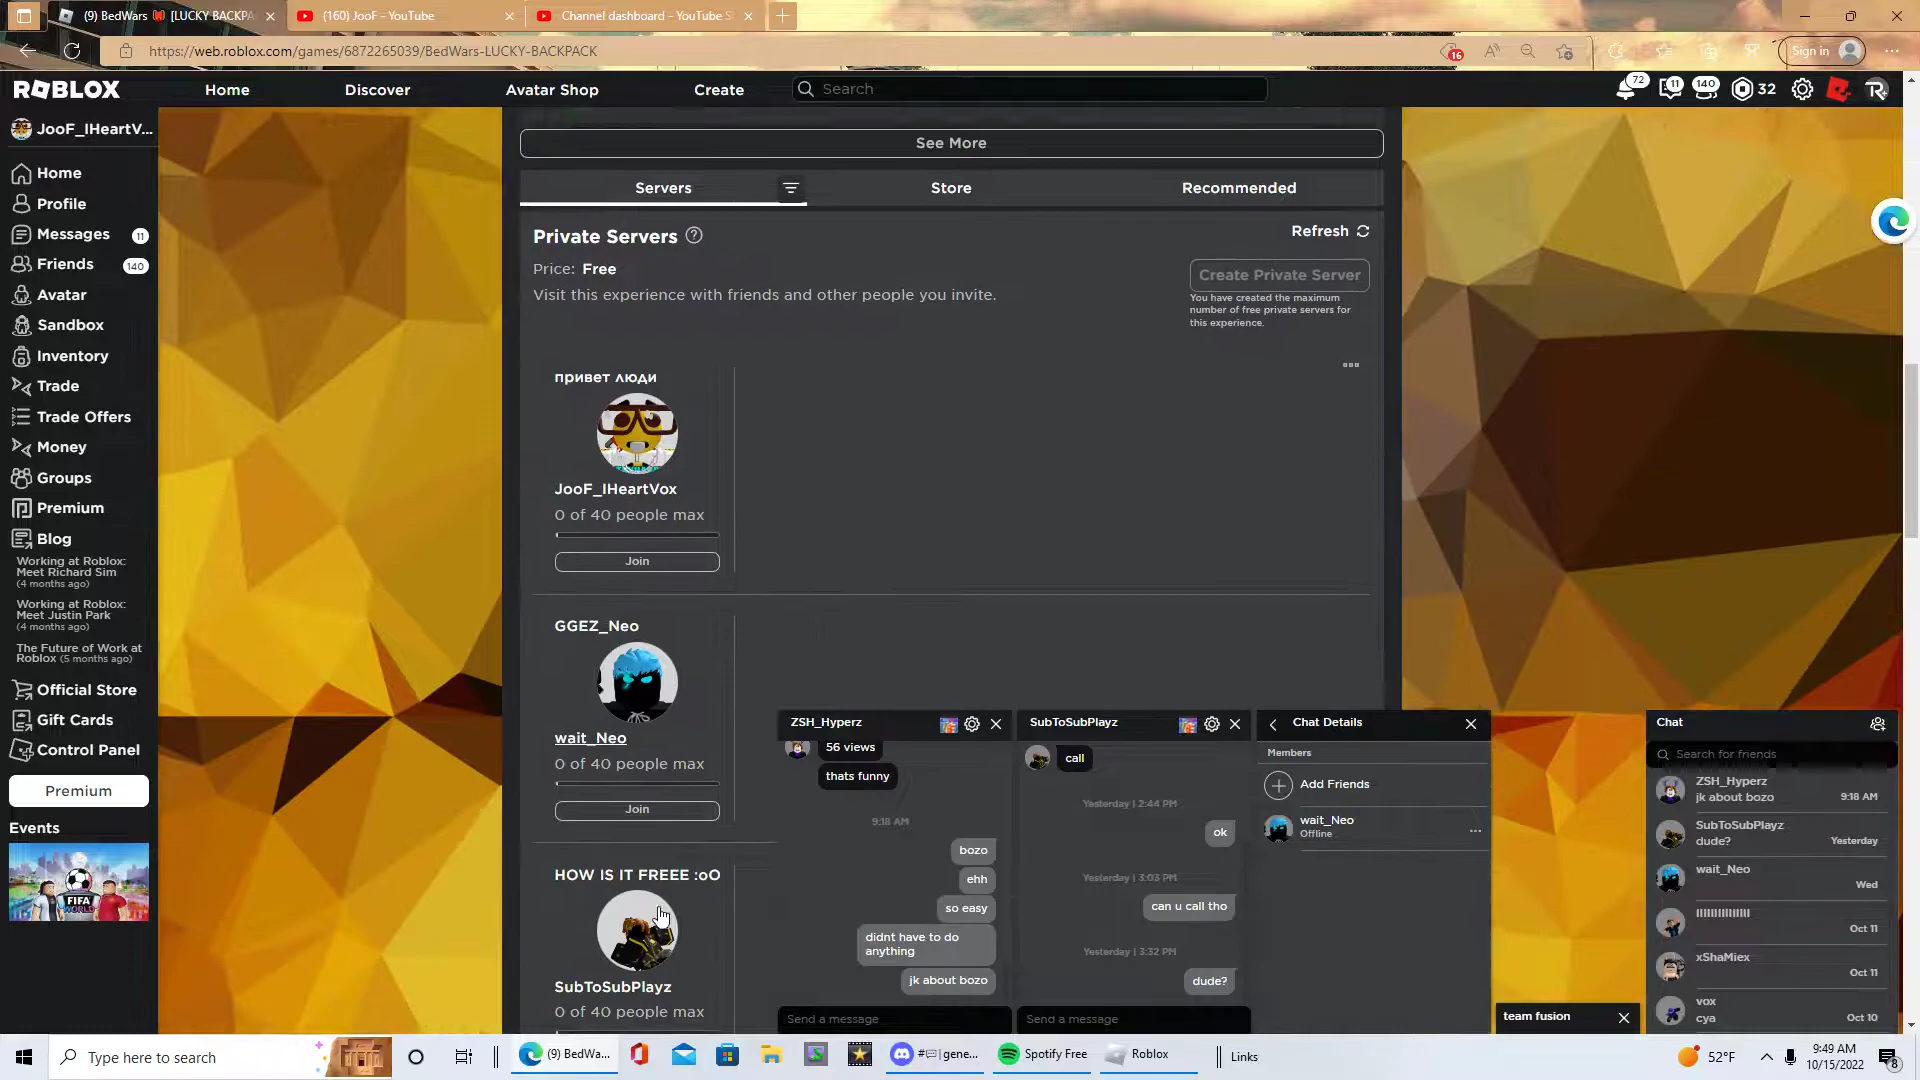 (9) BedWars [LUCKY BACKPA
(160) JooF - YouTube
Channel dashboard - YouTube S
https://web.roblox.com/games/6872265039/BedWars-LUCKY-BACKPACK
16
Sign in
ROBLOX
Home
Discover
Avatar Shop
Create
Search
72
11
140
32
JooF_IHeartV...
Home
Profile
Messages
11
Friends
140
Avatar
Sandbox
Inventory
Trade
Trade Offers
Money
Groups
Premium
Blog
Working at Roblox:
Meet Richard Sim
(4 months ago)
Working at Roblox:
Meet Justin Park
(4 months ago)
The Future of Work at
Roblox (5 months ago)
Official Store
Gift Cards
Control Panel
Premium
Events
FIFA
WORLD
See More
Servers
Store
Recommended
Private Servers
Refresh
Price: Free
Visit this experience with friends and other people you invite.
Create Private Server
You have created the maximum
number of free private servers for
this experience.
привет люди
JooF_IHeartVox
0 of 40 people max
Join
GGEZ_Neo
wait_Neo
0 of 40 people max
Join
HOW IS IT FREEE :oO
SubToSubPlayz
0 of 40 people max
ZSH_Hyperz
56 views
thats funny
9:18 AM
bozo
ehh
so easy
didnt have to do
anything
jk about bozo
Send a message
SubToSubPlayz
call
Yesterday | 2:44 PM
ok
Yesterday | 3:03 PM
can u call tho
Yesterday | 3:32 PM
dude?
Send a message
Chat Details
Members
Add Friends
wait_Neo
Offline
team fusion
Chat
Search for friends
ZSH_Hyperz
jk about bozo
9:18 AM
SubToSubPlayz
dude?
Yesterday
wait_Neo
Wed
Oct 11
xShaMiex
Oct 11
vox
cya
Oct 10
Type here to search
(9) BedWa...
#💬| gene...
Spotify Free
Roblox
Links
52°F
9:49 AM
10/15/2022
8